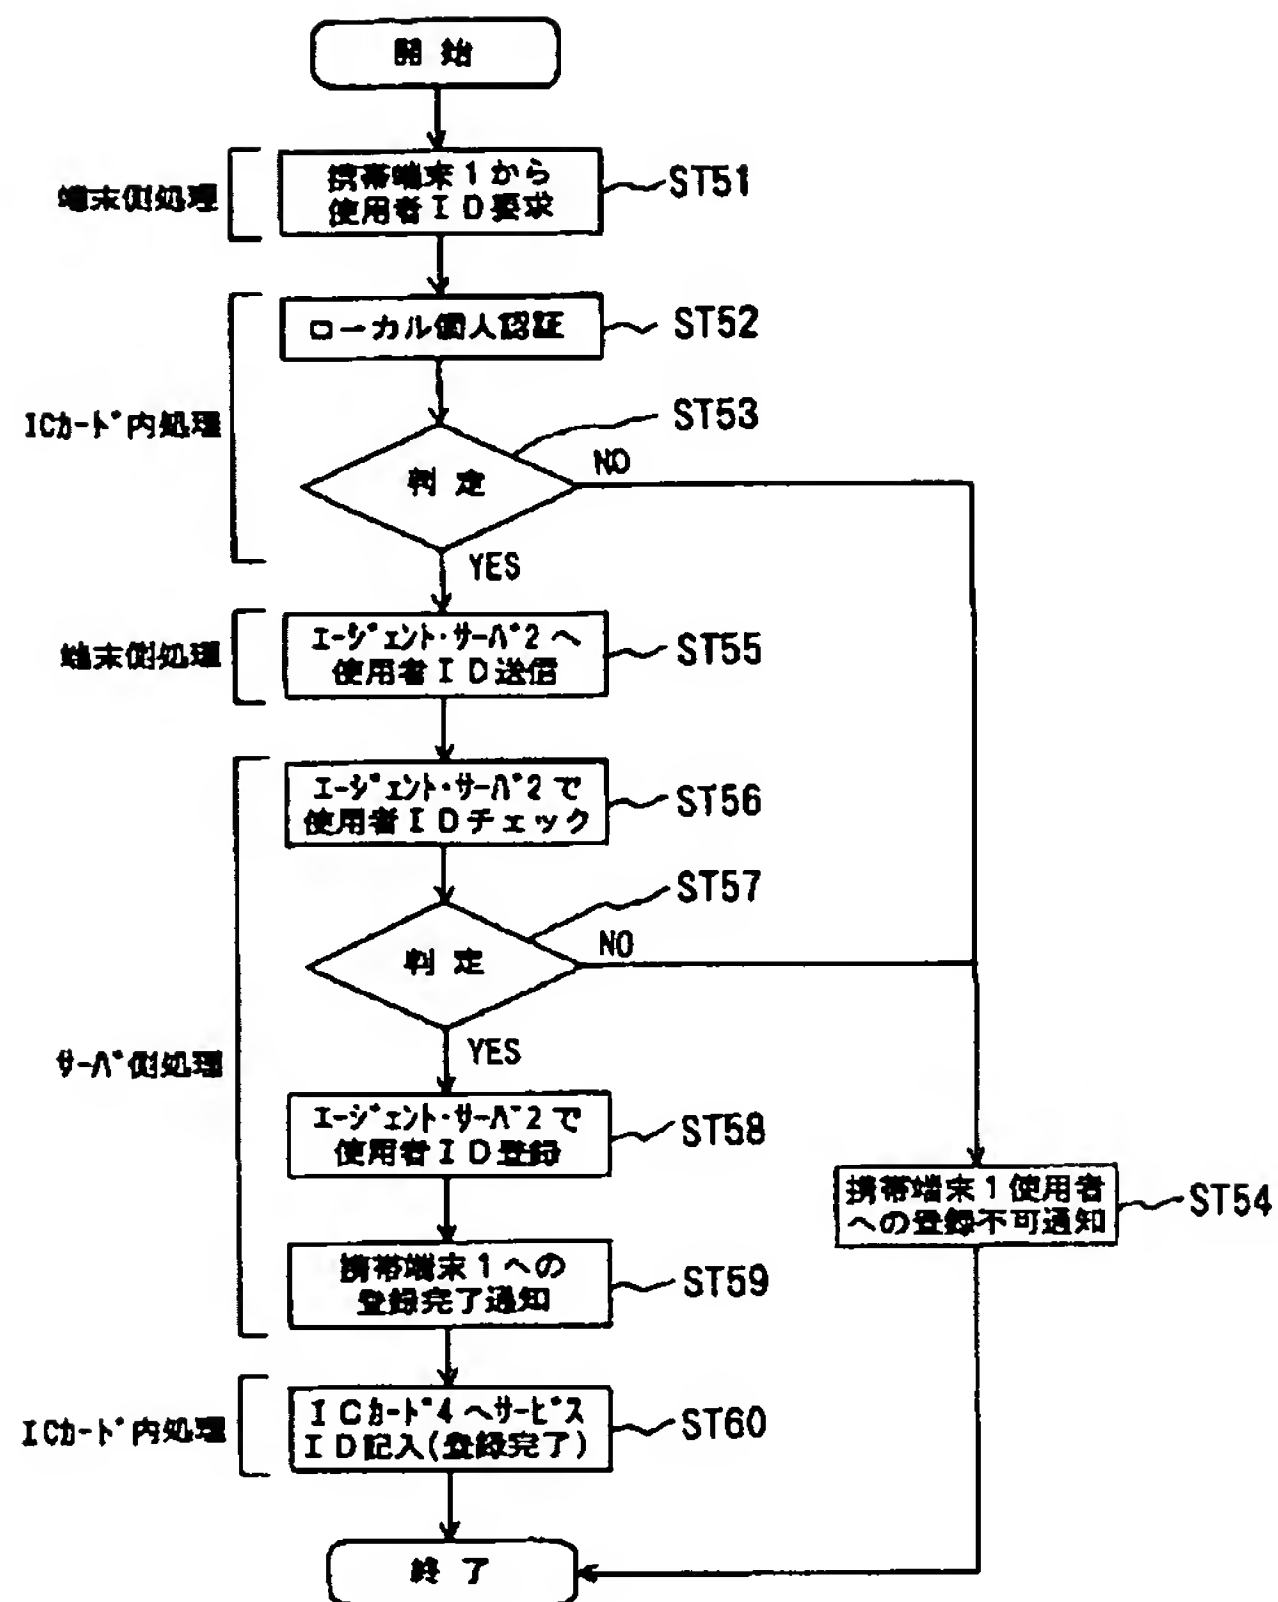 開始
端末側処理
携帯端末1から
使用者ID要求
ST51
ICカード内処理
ローカル個人認証
ST52
ST53
判定
NO
YES
端末側処理
エージェント・サーバ2へ
使用者ID送信
ST55
サーバ側処理
エージェント・サーバ2で
使用者IDチェック
ST56
ST57
判定
NO
YES
エージェント・サーバ2で
使用者ID登録
ST58
携帯端末1使用者
への登録不可通知
ST54
携帯端末1への
登録完了通知
ST59
ICカード内処理
ICカード4へサービス
ID記入(登録完了)
ST60
終了